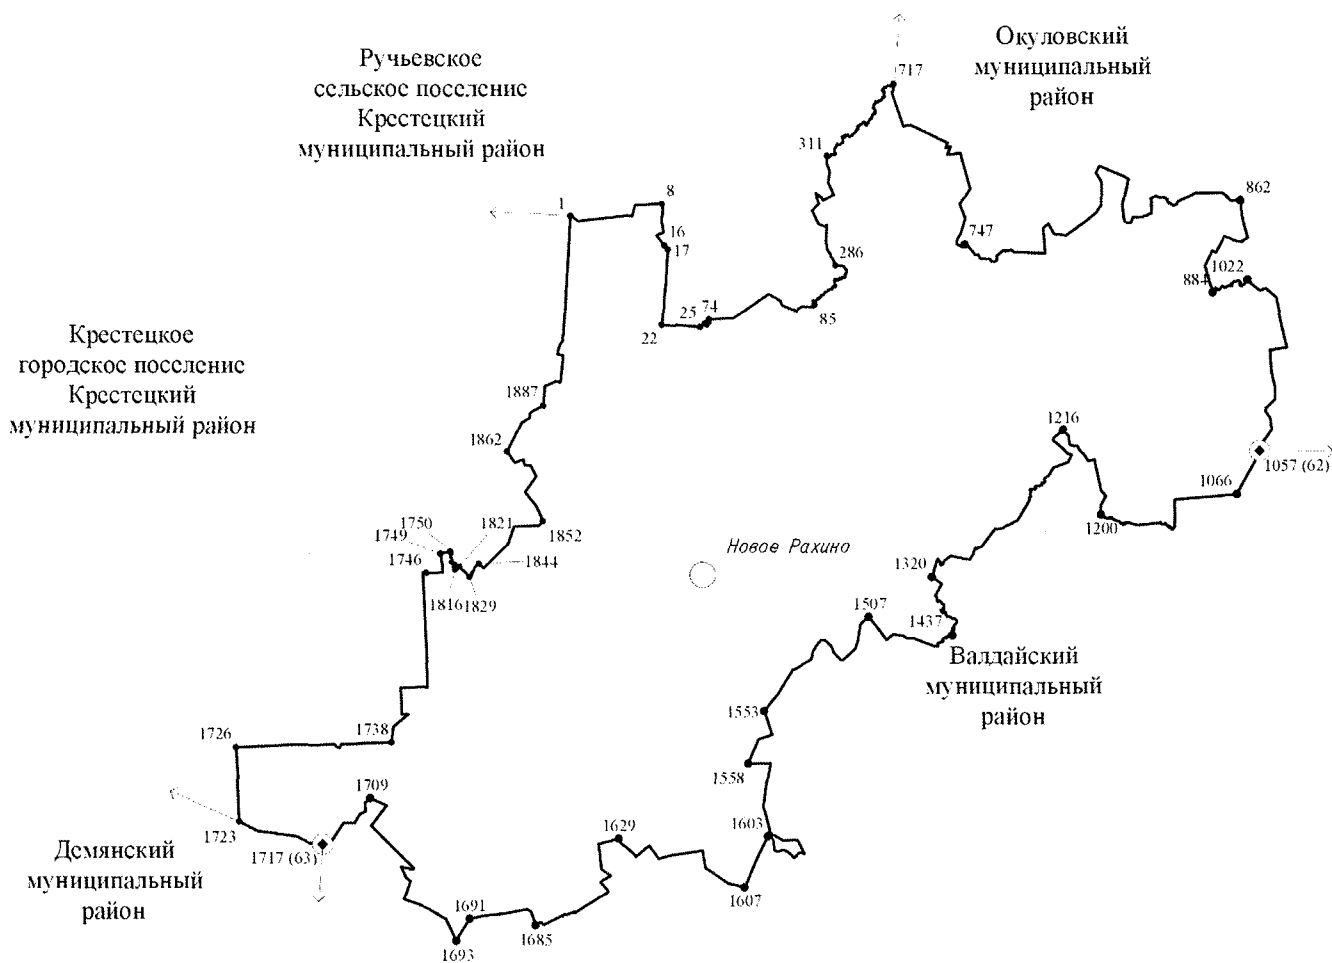 Ручьевское
сельское поселение
Крестецкий
муниципальный район
Окуловский
муниципальный
район
717
311
8
1
862
16
17
747
286
1022
884
25
74
22
85
Крестецкое
городское поселение
Крестецкий
муниципальный район
1887
1862
1216
1057 (62)
1066
1200
1750
1821
1749
1852
1746
1844
1816
1829
Новое Рахино
1320
1507
1437
Валдайский
муниципальный
район
1553
1726
1738
1558
1709
1723
1717 (63)
1629
1603
Демянский
муниципальный
район
1607
1691
1685
1693